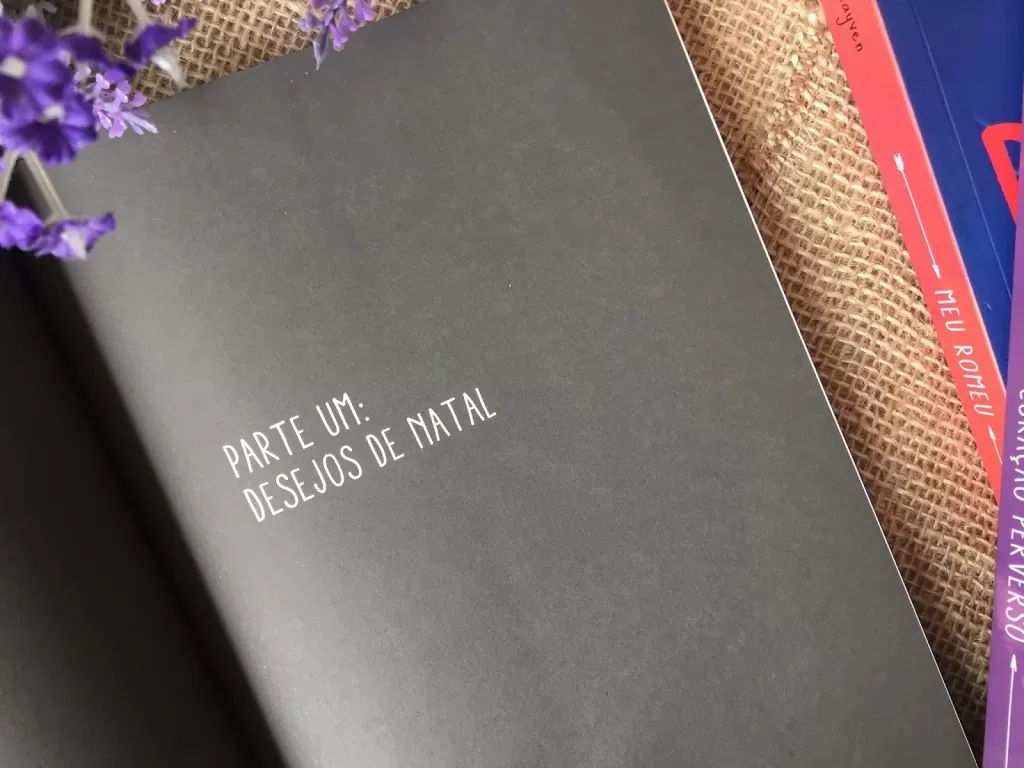 PARTE UM:
DESEJOS DE NATAL
MEU ROMEU
CORAÇÃO PERVERSO